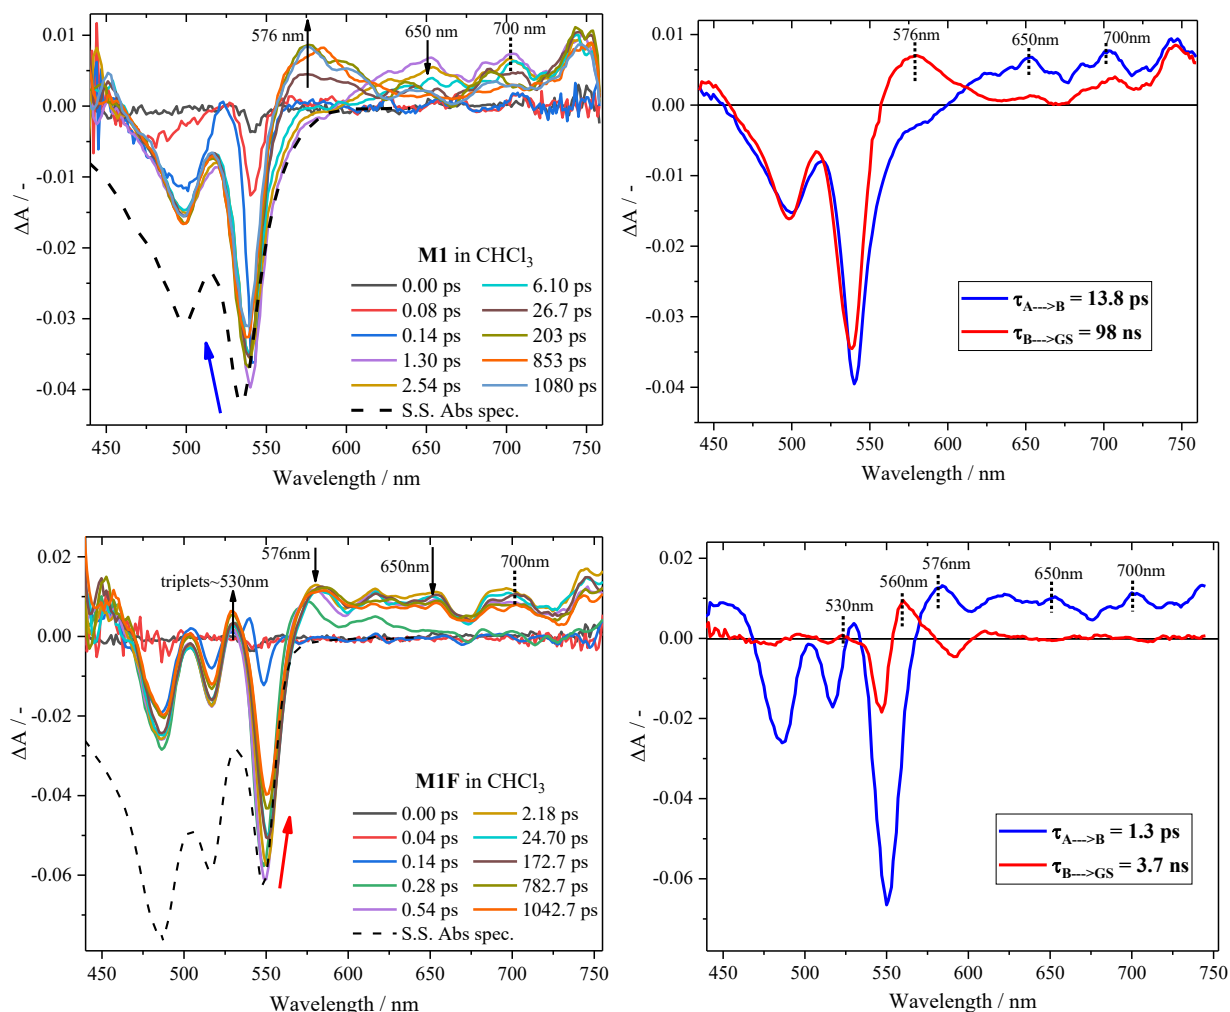 576 nm
650 nm
700 nm
0.01
0.00
-0.01
-0.02
-0.03
-0.04
ΔA / -
M1 in CHCl₃
0.00 ps
6.10 ps
0.08 ps
26.7 ps
0.14 ps
203 ps
1.30 ps
853 ps
2.54 ps
1080 ps
S.S. Abs spec.
450 500 550 600 650 700 750
Wavelength / nm
576nm
650nm
700nm
0.01
0.00
-0.01
-0.02
-0.03
-0.04
ΔA / -
τA--->B = 13.8 ps
τB--->GS = 98 ns
450 500 550 600 650 700 750
Wavelength / nm
576nm
650nm
700nm
triplets~530nm
0.02
0.00
-0.02
-0.04
-0.06
ΔA / -
M1F in CHCl₃
0.00 ps
2.18 ps
0.04 ps
24.70 ps
0.14 ps
172.7 ps
0.28 ps
782.7 ps
0.54 ps
1042.7 ps
S.S. Abs spec.
450 500 550 600 650 700 750
Wavelength / nm
530nm
560nm
576nm
650nm
700nm
0.02
0.00
-0.02
-0.04
-0.06
ΔA / -
τA--->B = 1.3 ps
τB--->GS = 3.7 ns
450 500 550 600 650 700 750
Wavelength / nm